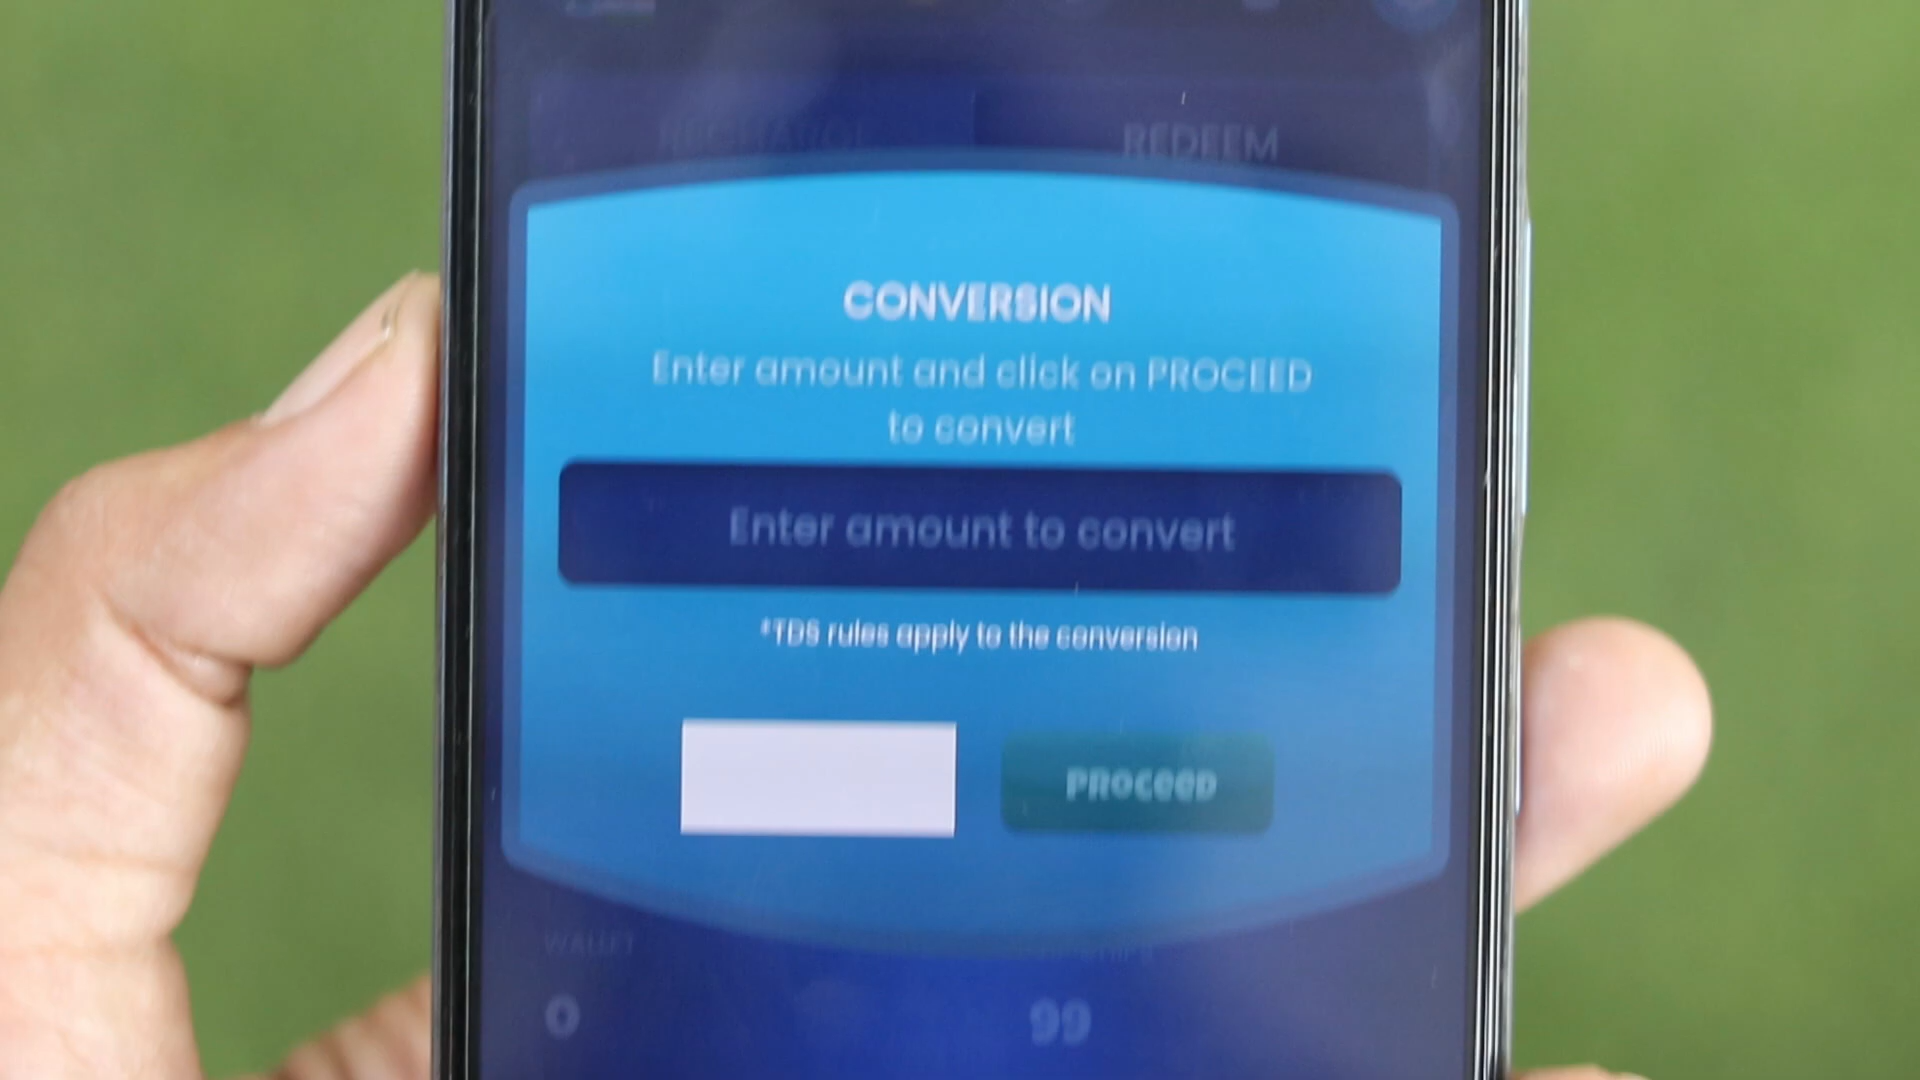 REDEEM
CONVERSION
Enter amount and click on PROCEED
to convert
Enter amount to convert
*TDS rules apply to the conversion
PROCEED
WALLET
0
99